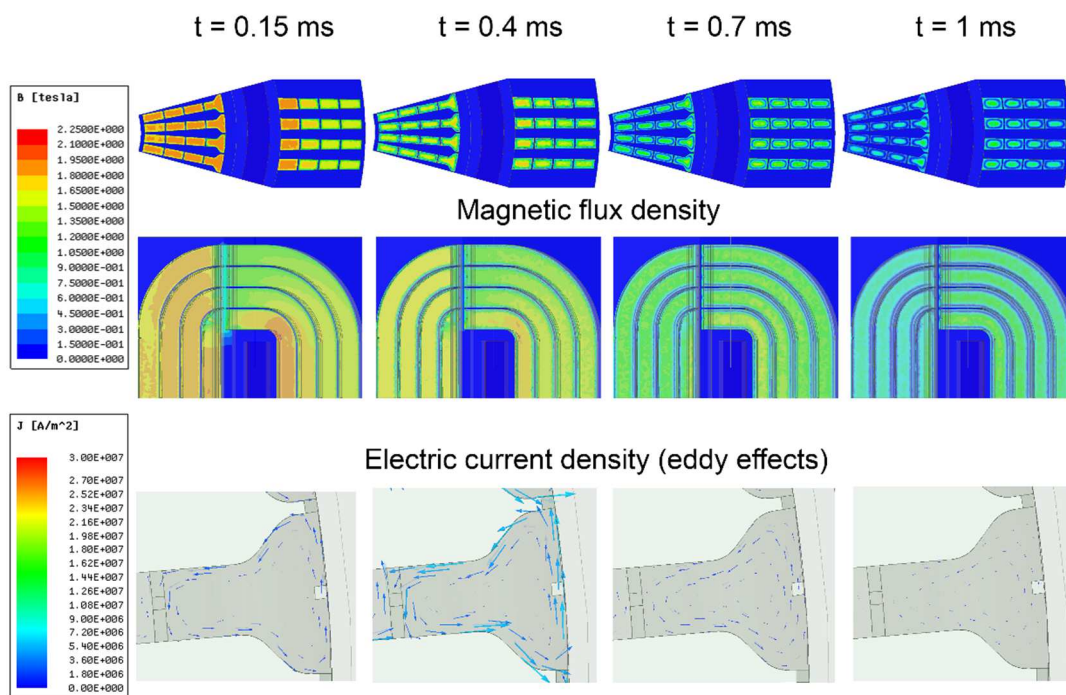 t = 0.15 ms t = 0.4 ms t = 0.7 ms t = 1 ms
B [tesla]
2.2500E+000
2.1000E+000
1.9500E+000
1.8000E+000
1.6500E+000
1.5000E+000
1.3500E+000
1.2000E+000
1.0500E+000
9.0000E-001
7.5000E-001
6.0000E-001
4.5000E-001
3.0000E-001
1.5000E-001
0.0000E+000
Magnetic flux density
J [A/m^2]
3.00E+007
2.70E+007
2.52E+007
2.34E+007
2.16E+007
1.98E+007
1.80E+007
1.62E+007
1.44E+007
1.26E+007
1.08E+007
9.00E+006
7.20E+006
5.40E+006
3.60E+006
1.80E+006
0.00E+000
Electric current density (eddy effects)